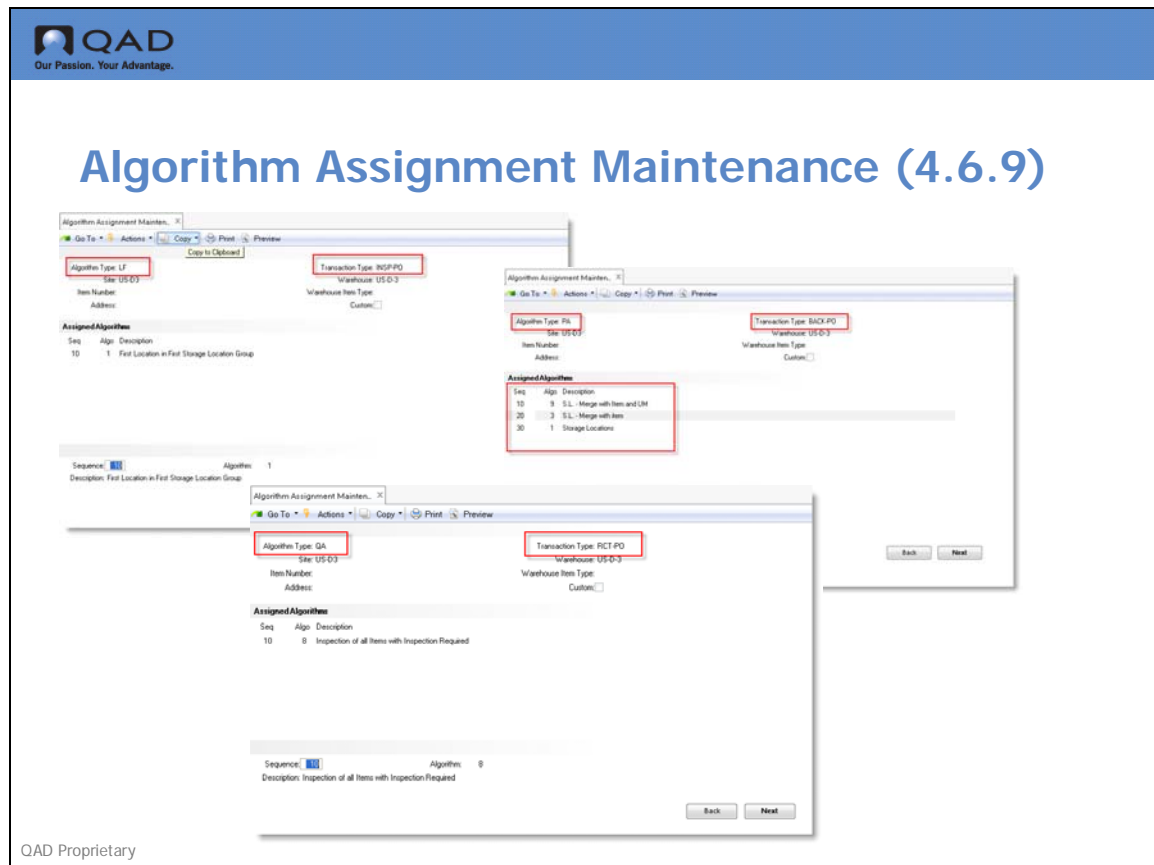 QAD
Our Passion. Your Advantage.
Algorithm Assignment Maintenance (4.6.9)
Algorithm Assignment Mainten.. X
Go To Actions Copy Print Preview
Copy to Clipboard
Algorithm Type: LF Transaction Type: INSP-PO
Site: US-D3 Warehouse: US-D-3
Item Number: Warehouse Item Type:
Address: Custom:
Assigned Algorithms
Seq Algo Description
10 1 First Location in First Storage Location Group
Sequence: 10 Algorithm: 1
Description: First Location in First Storage Location Group
Algorithm Assignment Mainten.. X
Go To Actions Copy Print Preview
Algorithm Type: PA Transaction Type: BACK-PO
Site: US-D3 Warehouse: US-D-3
Item Number: Warehouse Item Type:
Address: Custom:
Assigned Algorithms
Seq Algo Description
10 9 S.L. - Merge with Item and UM
20 3 S.L. - Merge with item
30 1 Storage Locations
Back Next
Algorithm Assignment Mainten.. X
Go To Actions Copy Print Preview
Algorithm Type: QA Transaction Type: RCT-PO
Site: US-D3 Warehouse: US-D-3
Item Number: Warehouse Item Type:
Address: Custom:
Assigned Algorithms
Seq Algo Description
10 8 Inspection of all Items with Inspection Required
Sequence: 10 Algorithm: 8
Description: Inspection of all Items with Inspection Required
Back Next
QAD Proprietary